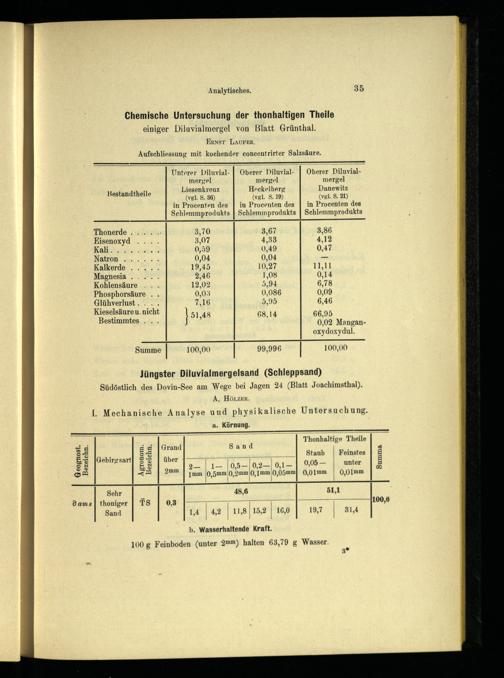 Analytisches. 35
Chemische Untersuchung der thonhaltigen Theile
einiger Diluvialmergel von Blatt Grünthal.
Ernst Laufer.
Aufschliessung mit kochender concentrirter Salzsäure.
Bestandtheile | Unterer Diluvial-mergel Liesenkreuz (vgl. S. 36) in Procenten des Schlemmprodukts | Oberer Diluvial-mergel Heckelberg (vgl. S. 19) in Procenten des Schlemmprodukts | Oberer Diluvial-mergel Danewitz (vgl. S. 21) in Procenten des Schlemmprodukts
Thonerde . . . . . 3,70 3,67 3,86
Eisenoxyd . . . . 3,07 4,33 4,12
Kali . . . . . . . 0,59 0,49 0,47
Natron . . . . . . 0,04 0,04 —
Kalkerde . . . . . 19,45 10,27 11,11
Magnesia . . . . . 2,46 1,08 0,14
Kohlensäure . . . 12,02 5,94 6,78
Phosphorsäure . . 0,03 0,086 0,09
Glühverlust . . . 7,16 5,95 6,46
Kieselsäure u. nicht Bestimmtes . . . } 51,48 68,14 66,95
0,02 Mangan-
oxydoxydul.
Summe 100,00 99,996 100,00
Jüngster Diluvialmergelsand (Schleppsand)
Südöstlich des Dovin-See am Wege bei Jagen 24 (Blatt Joachimsthal).
A. Hölzer.
I. Mechanische Analyse und physikalische Untersuchung.
a. Körnung.
Geognost. Bezeichn. | Gebirgsart | Agronom. Bezeichn. | Grand über 2mm | Sand | Thonhaltige Theile | Summa
2—1mm | 1—0,5mm | 0,5—0,2mm | 0,2—0,1mm | 0,1—0,05mm | Staub 0,05—0,01mm | Feinstes unter 0,01mm
∂ams | Sehr thoniger Sand | T̄S | 0,3 | 48,6 | 51,1 | 100,0
1,4 | 4,2 | 11,8 | 15,2 | 16,0 | 19,7 | 31,4
b. Wasserhaltende Kraft.
100 g Feinboden (unter 2mm) halten 63,79 g Wasser.
3*